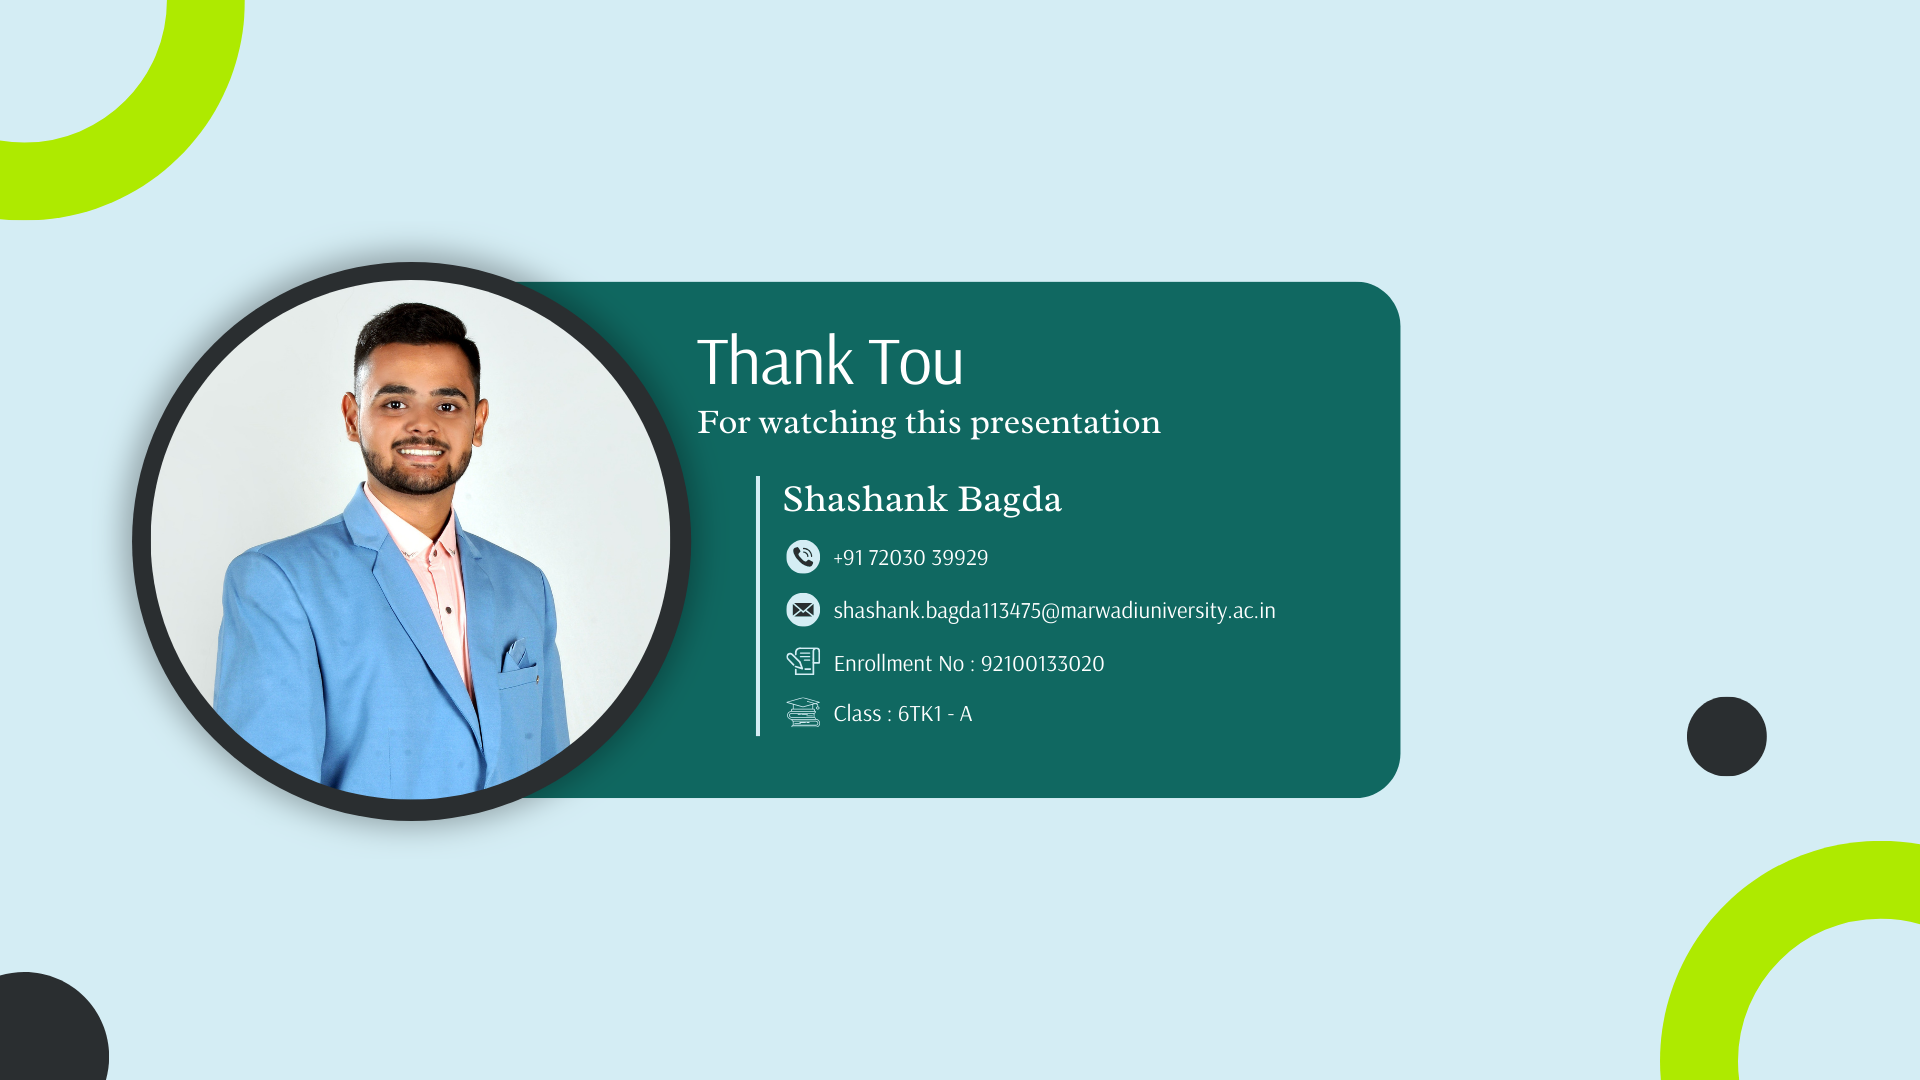 Thank Tou
For watching this presentation
Shashank Bagda
+91 72030 39929
shashank.bagda113475@marwadiuniversity.ac.in
Enrollment No : 92100133020
Class : 6TK1 - A